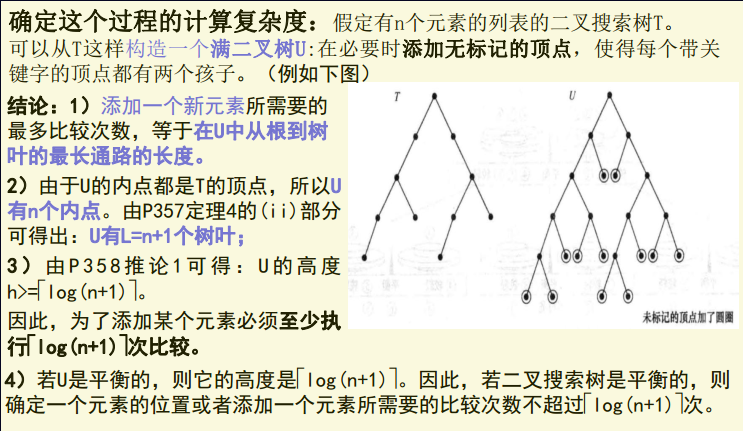 确定这个过程的计算复杂度：假定有n个元素的列表的二叉搜索树T。
可以从T这样构造一个满二叉树U:在必要时添加无标记的顶点，使得每个带关
键字的顶点都有两个孩子。（例如下图）
结论：1）添加一个新元素所需要的
最多比较次数，等于在U中从根到树
叶的最长通路的长度。
2）由于U的内点都是T的顶点，所以U
有n个内点。由P357定理4的(ii)部分
可得出：U有L=n+1个树叶；
3）由P358推论1可得：U的高度
h>=⌈log(n+1)⌉。
因此，为了添加某个元素必须至少执
行⌈log(n+1)⌉次比较。
T
U
未标记的顶点加了圆圈
4）若U是平衡的，则它的高度是⌈log(n+1)⌉。因此，若二叉搜索树是平衡的，则
确定一个元素的位置或者添加一个元素所需要的比较次数不超过⌈log(n+1)⌉次。